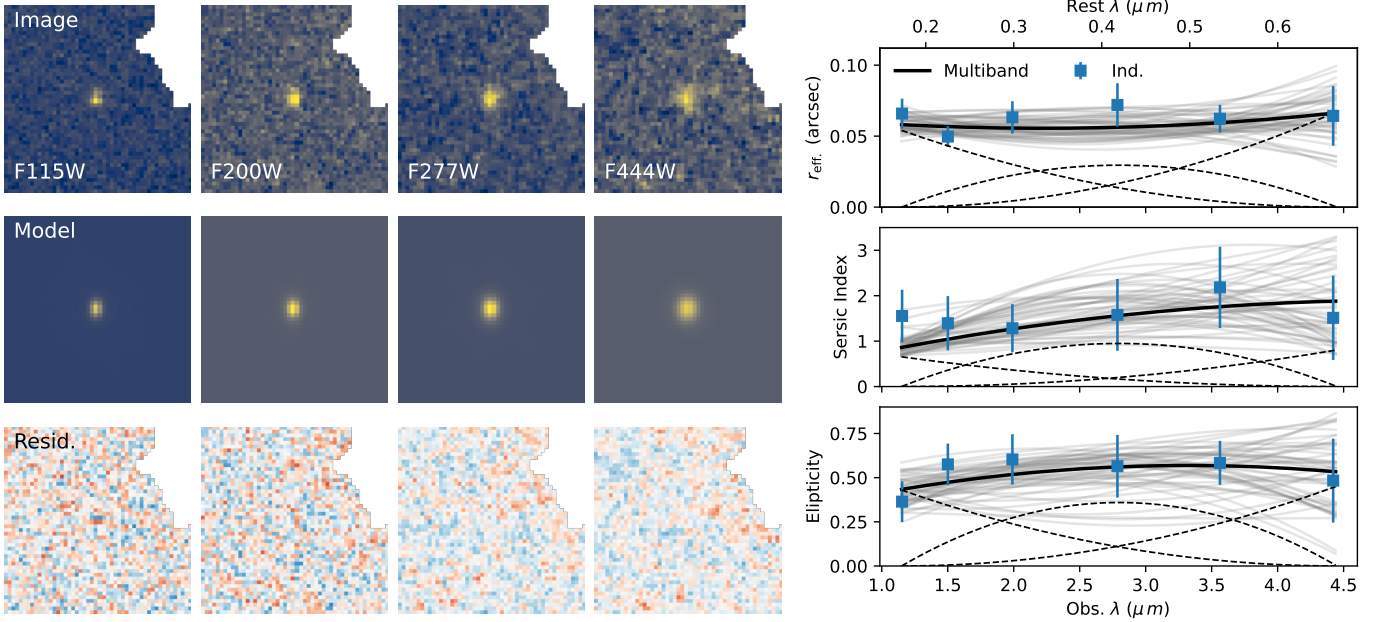 Image
F115W
F200W
F277W
F444W
Model
Resid.
Rest λ (μm)
0.2 0.3 0.4 0.5 0.6
0.10
0.05
0.00
r_eff. (arcsec)
Multiband
Ind.
3
2
1
0
Sersic Index
0.75
0.50
0.25
0.00
Elipticity
1.0 1.5 2.0 2.5 3.0 3.5 4.0 4.5
Obs. λ (μm)